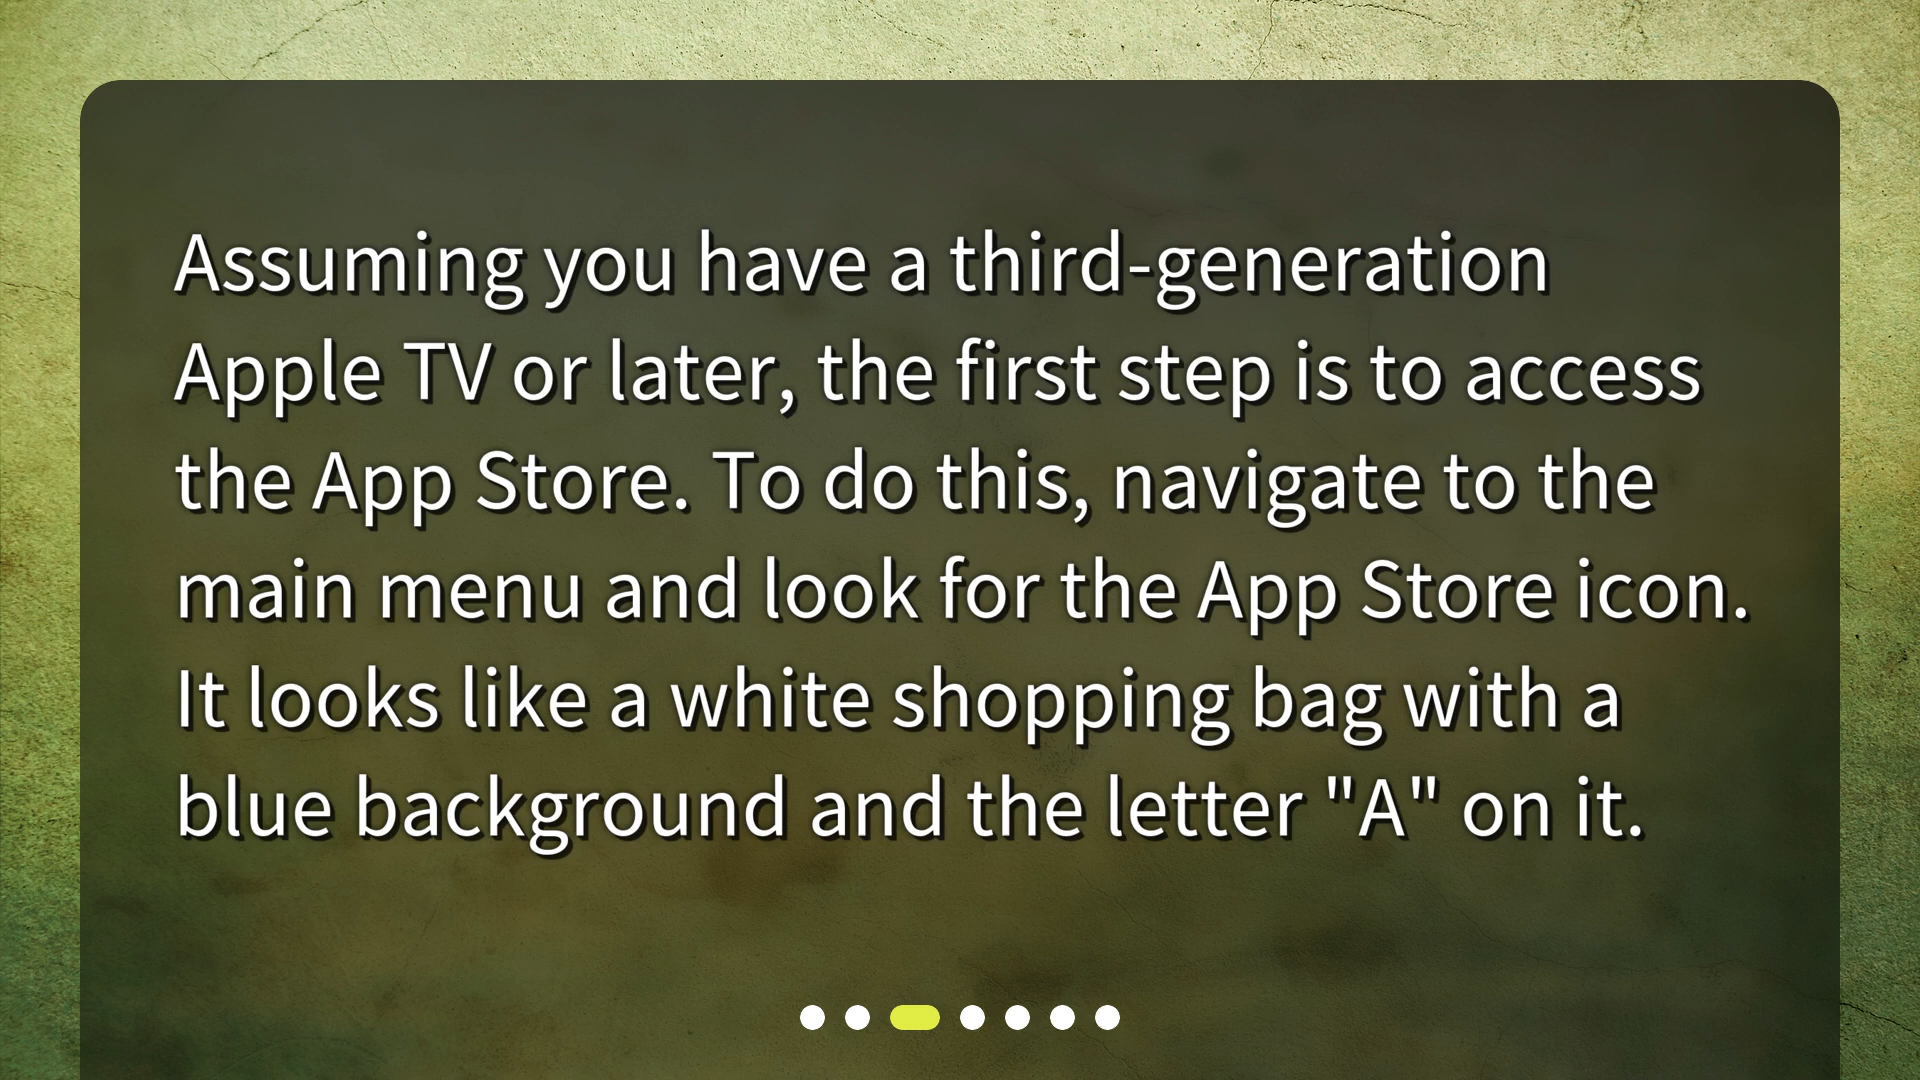 Assuming you have a third-generation
Apple TV or later, the first step is to access
the App Store. To do this, navigate to the
main menu and look for the App Store icon.
It looks like a white shopping bag with a
blue background and the letter "A" on it.